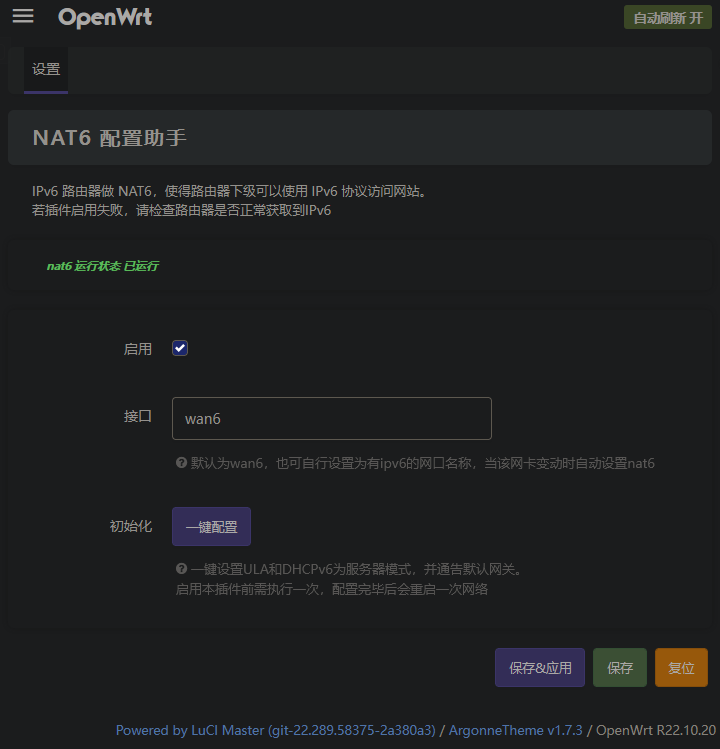 OpenWrt
自动刷新 开
设置
NAT6 配置助手
IPv6 路由器做 NAT6，使得路由器下级可以使用 IPv6 协议访问网站。
若插件启用失败，请检查路由器是否正常获取到IPv6
nat6 运行状态 已运行
启用
接口
wan6
默认为wan6，也可自行设置为有ipv6的网口名称，当该网卡变动时自动设置nat6
初始化
一键配置
一键设置ULA和DHCPv6为服务器模式，并通告默认网关。
启用本插件前需执行一次，配置完毕后会重启一次网络
保存&应用
保存
复位
Powered by LuCI Master (git-22.289.58375-2a380a3) / ArgonneTheme v1.7.3 / OpenWrt R22.10.20